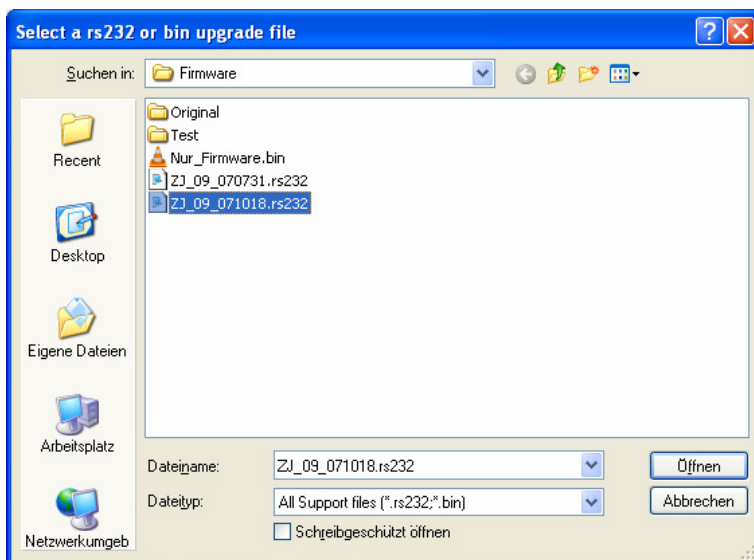 Select a rs232 or bin upgrade file
Suchen in: Firmware
Original
Test
Nur_Firmware.bin
ZJ_09_070731.rs232
ZJ_09_071018.rs232
Recent
Desktop
Eigene Dateien
Arbeitsplatz
Netzwerkumgeb
Dateiname: ZJ_09_071018.rs232 Öffnen
Dateityp: All Support files (*.rs232;*.bin) Abbrechen
Schreibgeschützt öffnen